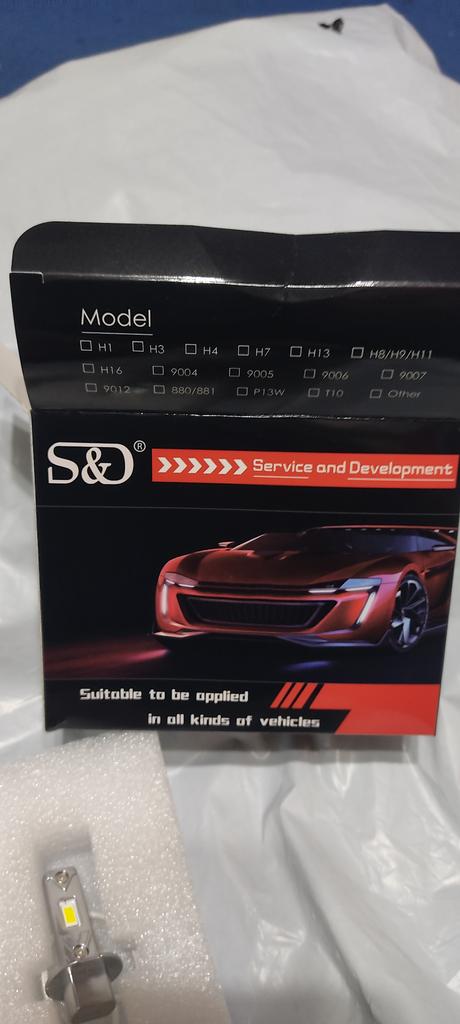 Model
☐ H1 ☐ H3 ☐ H4 ☐ H7 ☐ H13 ☐ H8/H9/H11
☐ H16 ☐ 9004 ☐ 9005 ☐ 9006 ☐ 9007
☐ 9012 ☐ 880/881 ☐ P13W ☐ T10 ☐ Other
S&D® Service and Development
Suitable to be applied
in all kinds of vehicles